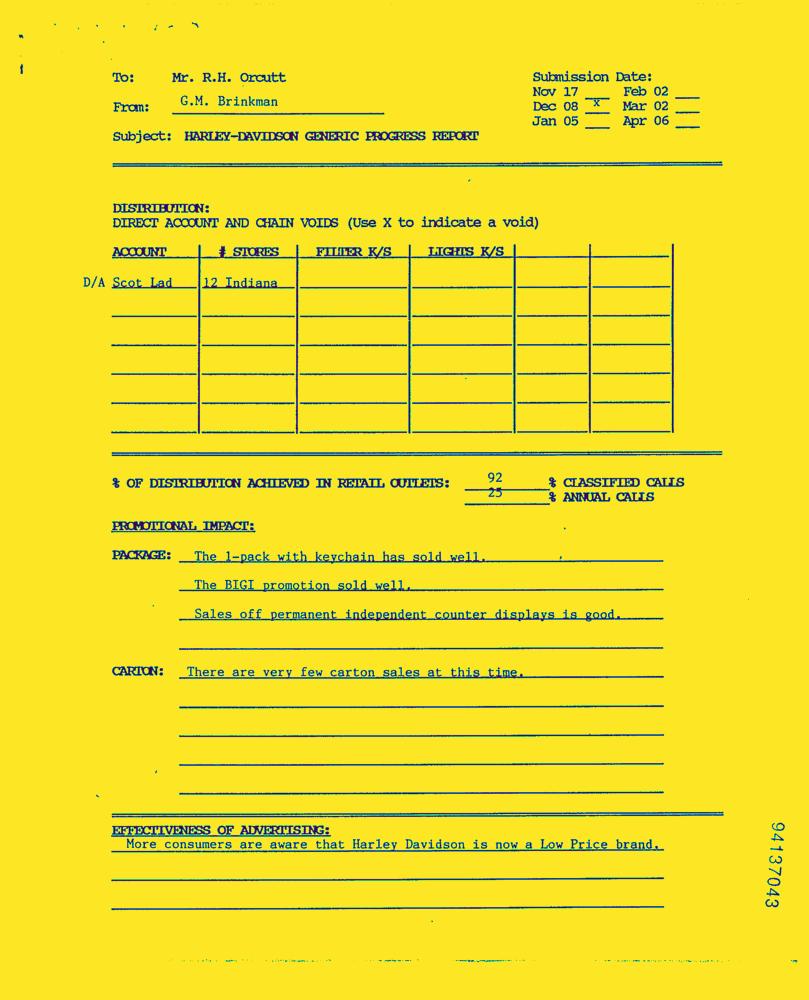 To: Mr. R.H. Orcutt
From: G.M. Brinkman
Subject: HARLEY-DAVIDSON GENERIC PROGRESS REPORT
Submission Date:
Nov 17 ___ Feb 02 ___
Dec 08 _x_ Mar 02 ___
Jan 05 ___ Apr 06 ___
DISTRIBUTION:
DIRECT ACCOUNT AND CHAIN VOIDS (Use X to indicate a void)
ACCOUNT # STORES FILTER K/S LIGHTS K/S
D/A Scot Lad 12 Indiana
% OF DISTRIBUTION ACHIEVED IN RETAIL OUTLETS: 92 % CLASSIFIED CALLS
25 % ANNUAL CALLS
PROMOTIONAL IMPACT:
PACKAGE: The 1-pack with keychain has sold well.
The BIGI promotion sold well.
Sales off permanent independent counter displays is good.
CARTON: There are very few carton sales at this time.
EFFECTIVENESS OF ADVERTISING:
More consumers are aware that Harley Davidson is now a Low Price brand.
94137043